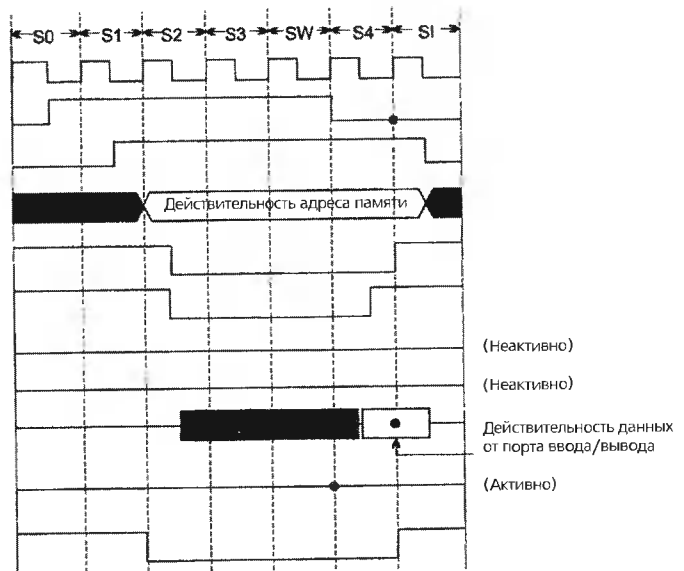 S0 S1 S2 S3 SW S4 SI
Действительность адреса памяти
(Неактивно)
(Неактивно)
Действительность данных
от порта ввода/вывода
(Активно)